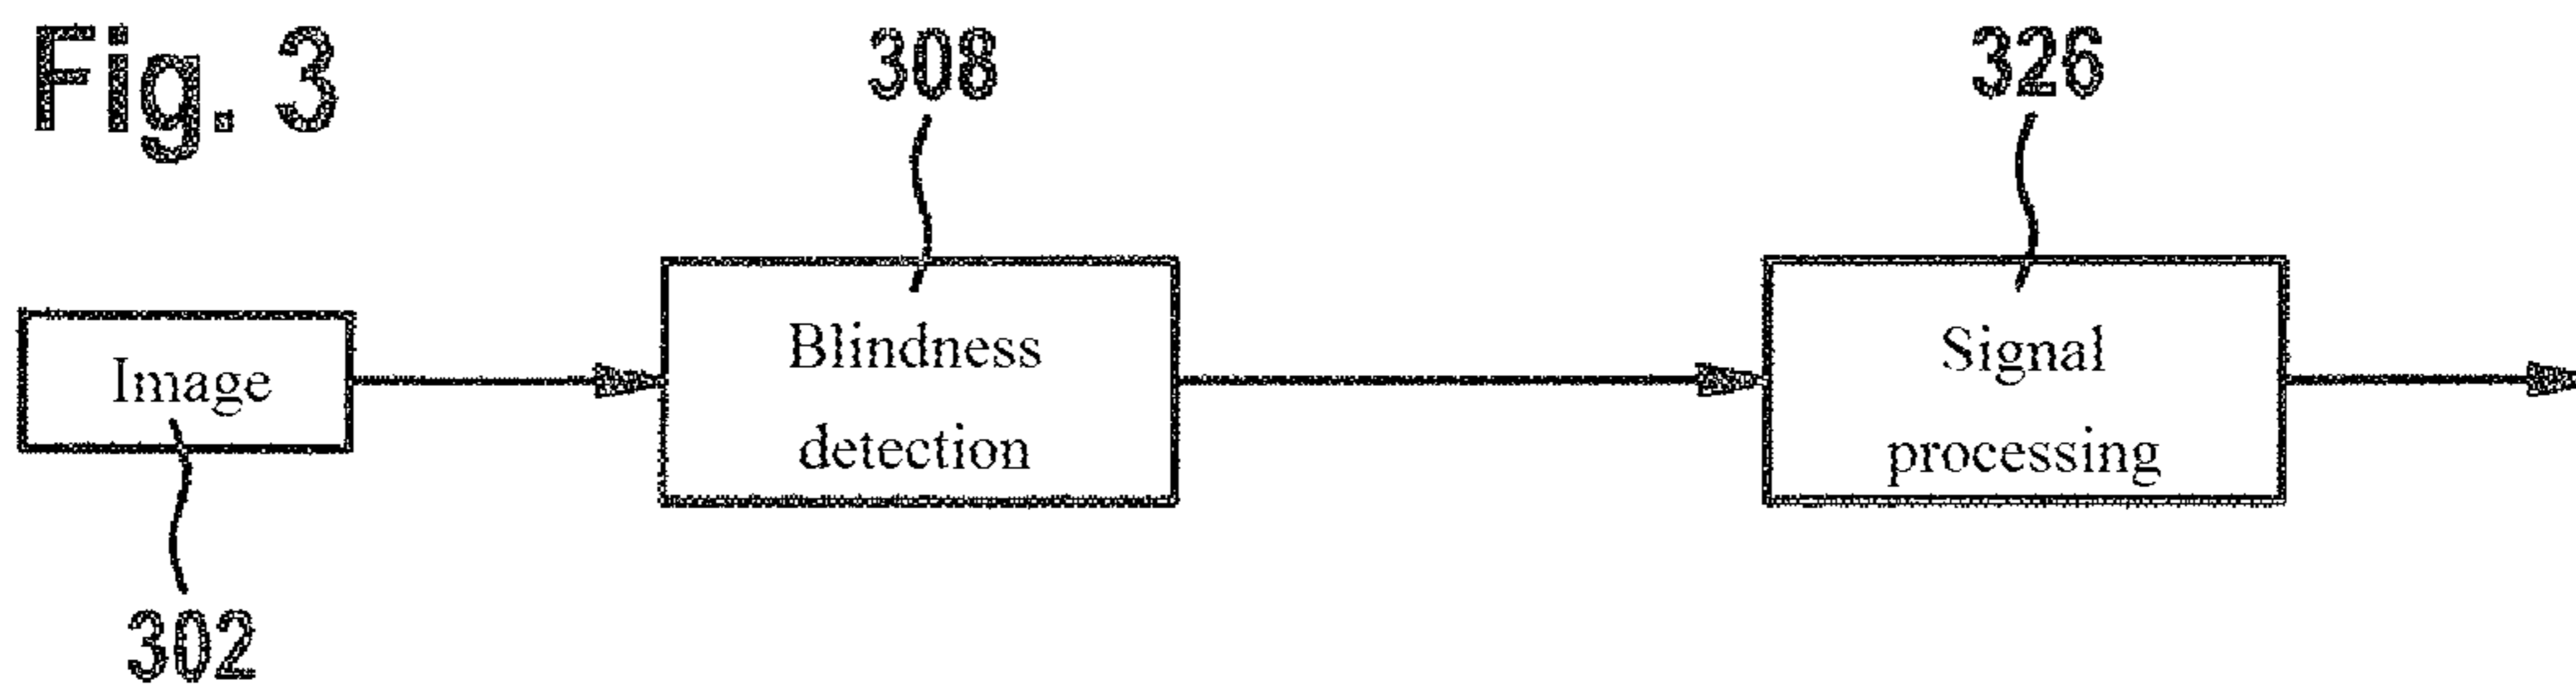 Fig. 3
308
326
Image
Blindness
detection
Signal
processing
302